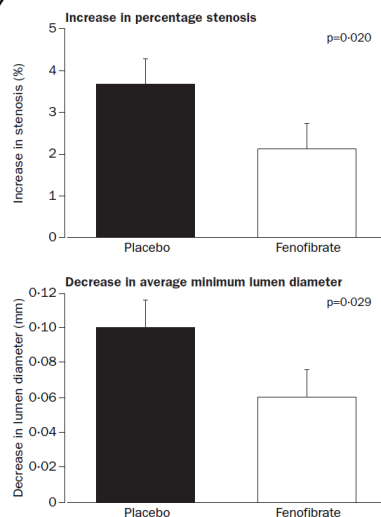 Increase in percentage stenosis
p=0·020
Increase in stenosis (%)
5
4
3
2
1
0
Placebo Fenofibrate
Decrease in average minimum lumen diameter
p=0·029
Decrease in lumen diameter (mm)
0·12
0·10
0·08
0·06
0·04
0·02
0
Placebo Fenofibrate